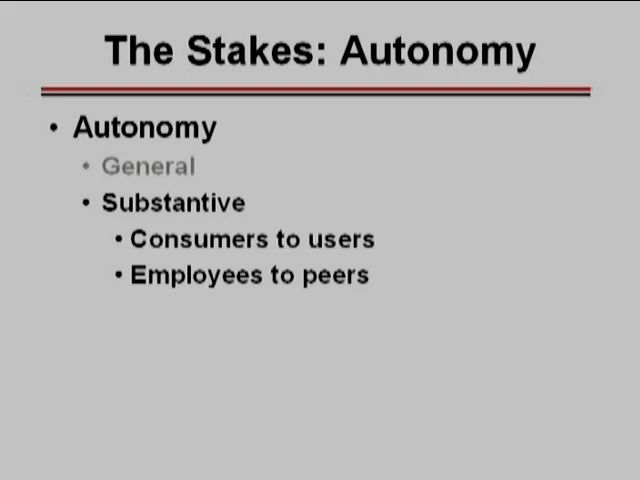 The Stakes: Autonomy
• Autonomy
• General
• Substantive
• Consumers to users
• Employees to peers